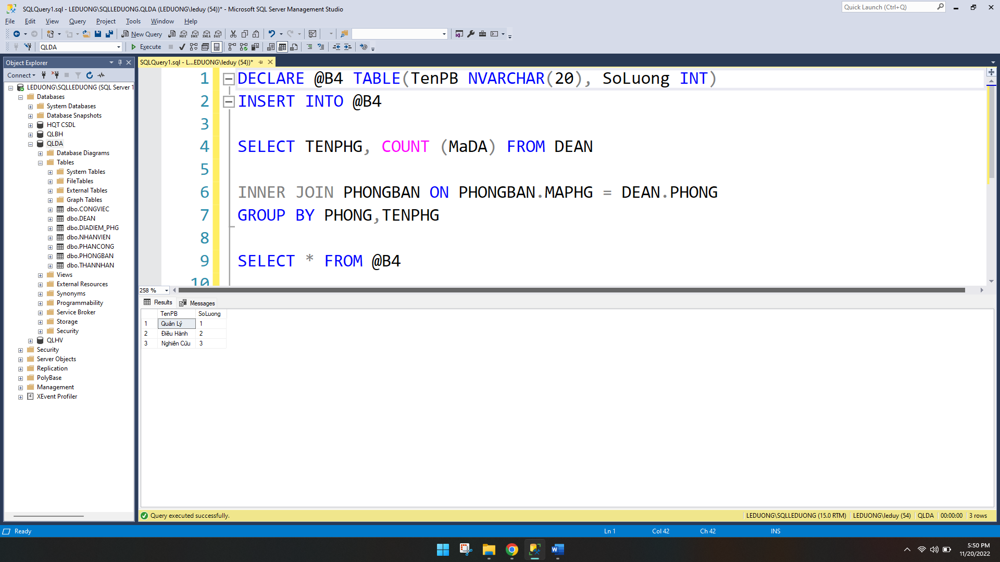 SQLQuery1.sql - LEDUONG\SQLLEDUONG.QLDA (LEDUONG\leduy (54))* - Microsoft SQL Server Management Studio
Quick Launch (Ctrl+Q)
File Edit View Query Project Tools Window Help
New Query
MDX DMX XMLA DAX
QLDA
Execute
Object Explorer
SQLQuery1.sql - L...EDUONG\leduy (54))*
Connect
LEDUONG\SQLLEDUONG (SQL Server 1
Databases
System Databases
Database Snapshots
HQT CSDL
QLBH
QLDA
Database Diagrams
Tables
System Tables
FileTables
External Tables
Graph Tables
dbo.CONGVIEC
dbo.DEAN
dbo.DIADIEM_PHG
dbo.NHANVIEN
dbo.PHANCONG
dbo.PHONGBAN
dbo.THANNHAN
Views
External Resources
Synonyms
Programmability
Service Broker
Storage
Security
QLHV
Security
Server Objects
Replication
PolyBase
Management
XEvent Profiler
1 DECLARE @B4 TABLE(TenPB NVARCHAR(20), SoLuong INT)
2 INSERT INTO @B4
3
4 SELECT TENPHG, COUNT (MaDA) FROM DEAN
5
6 INNER JOIN PHONGBAN ON PHONGBAN.MAPHG = DEAN.PHONG
7 GROUP BY PHONG,TENPHG
8
9 SELECT * FROM @B4
10
258 %
Results Messages
TenPB SoLuong
1 Quản Lý 1
2 Điều Hành 2
3 Nghiên Cứu 3
Query executed successfully.
LEDUONG\SQLLEDUONG (15.0 RTM) LEDUONG\leduy (54) QLDA 00:00:00 3 rows
Ready
Ln 1 Col 42 Ch 42 INS
5:50 PM
11/20/2022